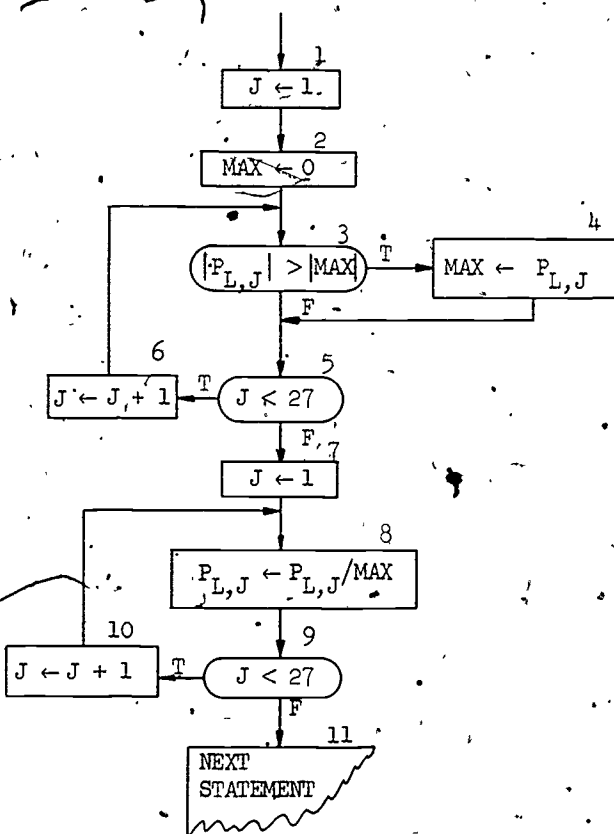 1
J ← 1
2
MAX ← 0
3
|P_L,J| > |MAX|
T
4
MAX ← P_L,J
F
5
J < 27
T
6
J ← J + 1
F
7
J ← 1
8
P_L,J ← P_L,J/MAX
9
J < 27
T
10
J ← J + 1
F
11
NEXT
STATEMENT